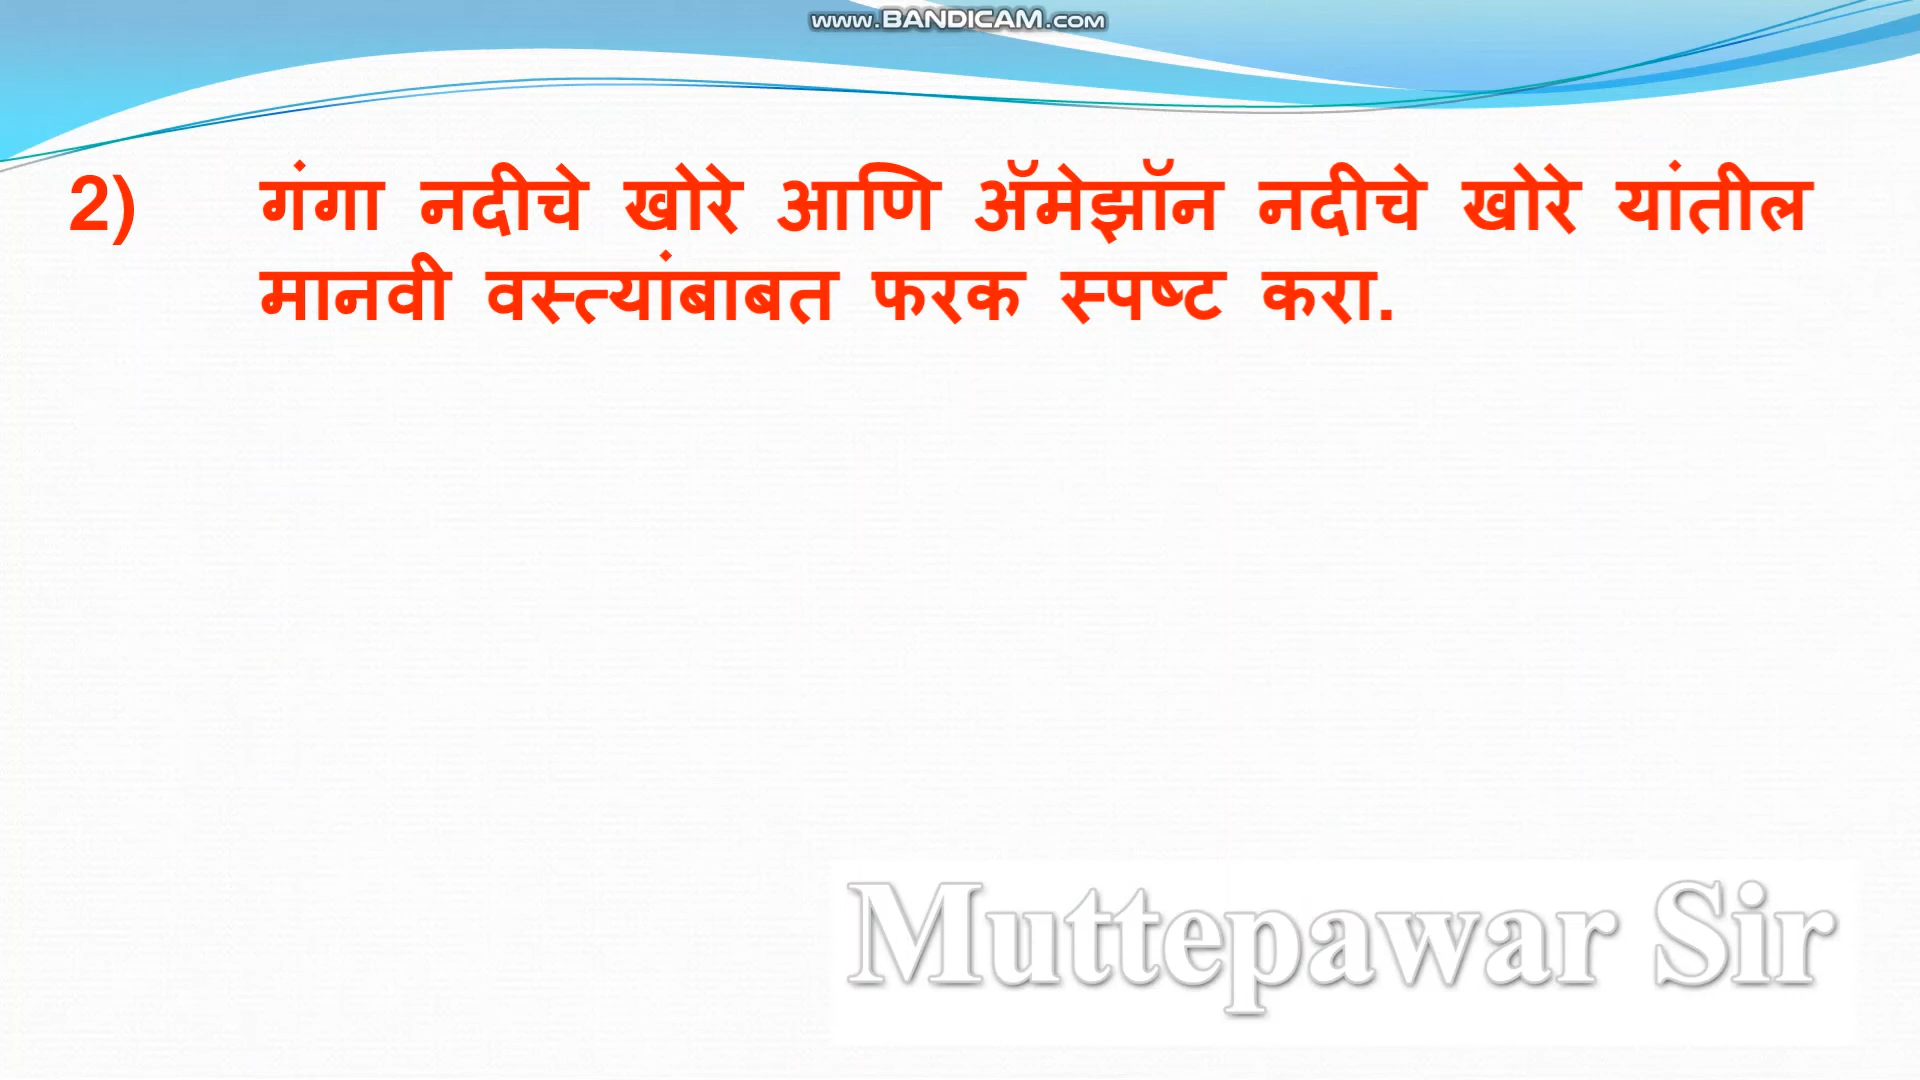 www.BANDICAM.com
2) गंगा नदीचे खोरे आणि ॲमेझॉन नदीचे खोरे यांतील
मानवी वस्त्यांबाबत फरक स्पष्ट करा.
Muttepawar Sir